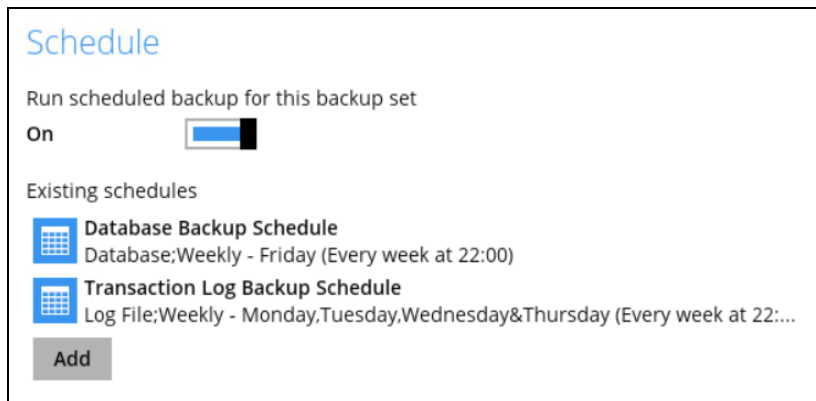 Schedule
Run scheduled backup for this backup set
On
Existing schedules
Database Backup Schedule
Database;Weekly - Friday (Every week at 22:00)
Transaction Log Backup Schedule
Log File;Weekly - Monday,Tuesday,Wednesday&Thursday (Every week at 22:...
Add